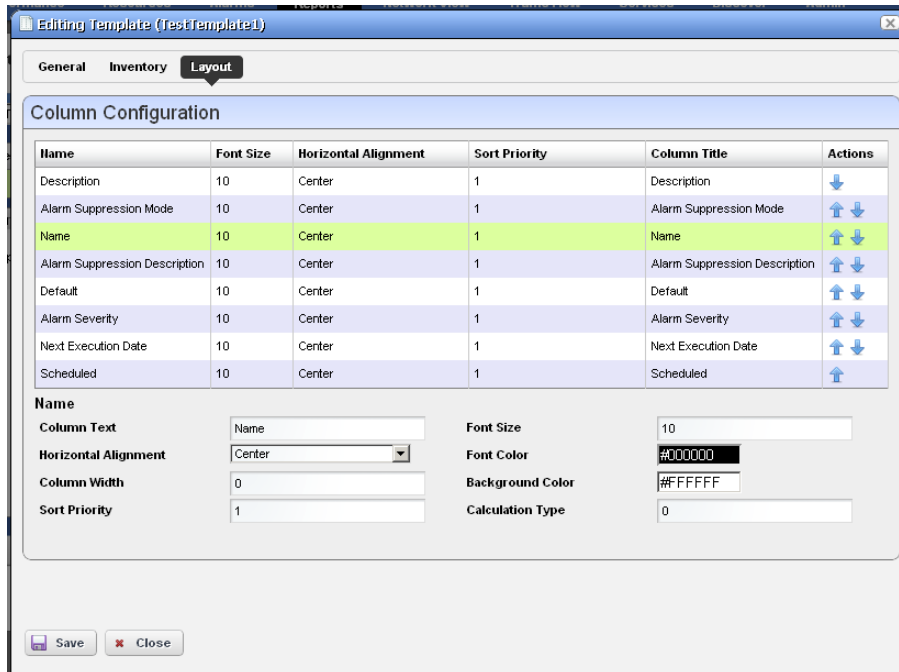 Reports
Editing Template (TestTemplate1)
General Inventory Layout
Column Configuration
Name Font Size Horizontal Alignment Sort Priority Column Title Actions
Description 10 Center 1 Description
Alarm Suppression Mode 10 Center 1 Alarm Suppression Mode
Name 10 Center 1 Name
Alarm Suppression Description 10 Center 1 Alarm Suppression Description
Default 10 Center 1 Default
Alarm Severity 10 Center 1 Alarm Severity
Next Execution Date 10 Center 1 Next Execution Date
Scheduled 10 Center 1 Scheduled
Name
Column Text Name Font Size 10
Horizontal Alignment Center Font Color #000000
Column Width 0 Background Color #FFFFFF
Sort Priority 1 Calculation Type 0
Save Close